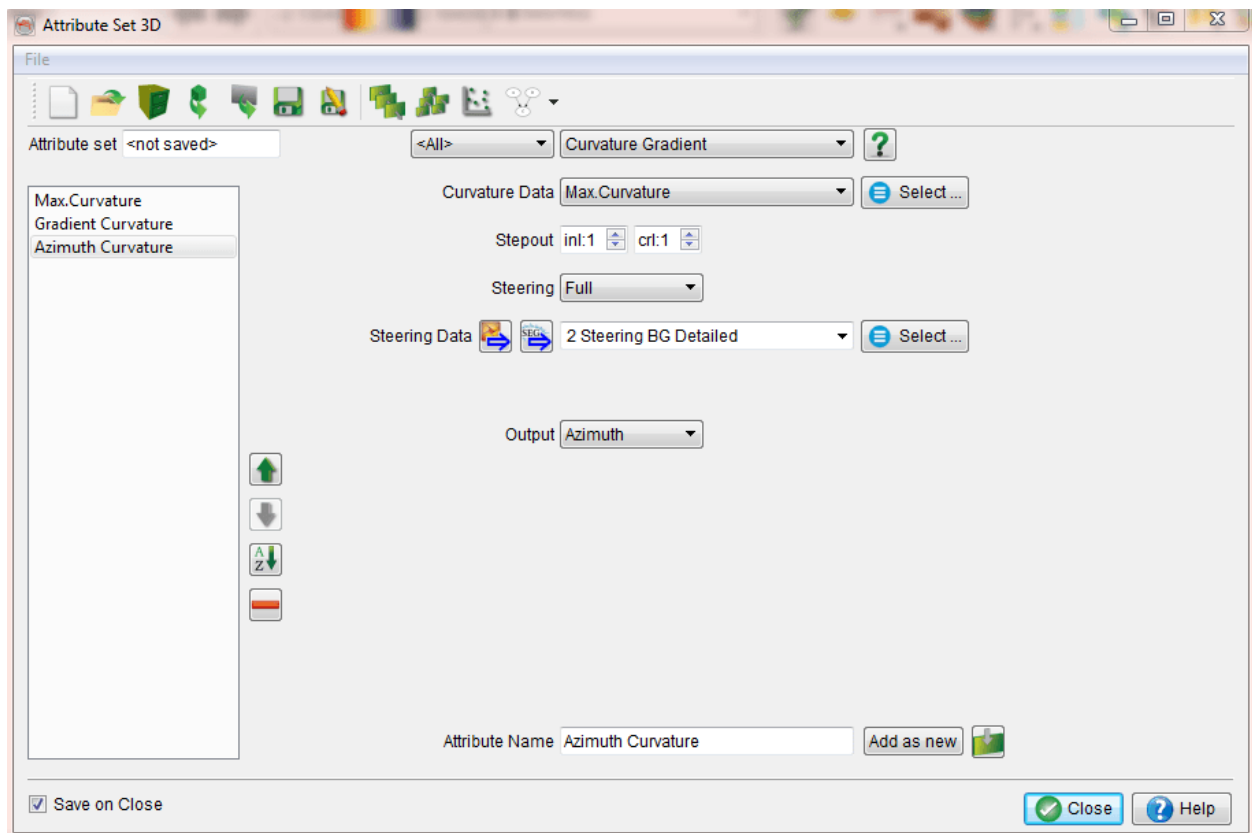 Attribute Set 3D
File
Attribute set <not saved> <All> Curvature Gradient ?
Max.Curvature
Gradient Curvature
Azimuth Curvature
Curvature Data Max.Curvature Select ...
Stepout inl:1 crl:1
Steering Full
Steering Data SEG 2 Steering BG Detailed Select ...
Output Azimuth
A
Z
Attribute Name Azimuth Curvature Add as new
Save on Close Close ? Help